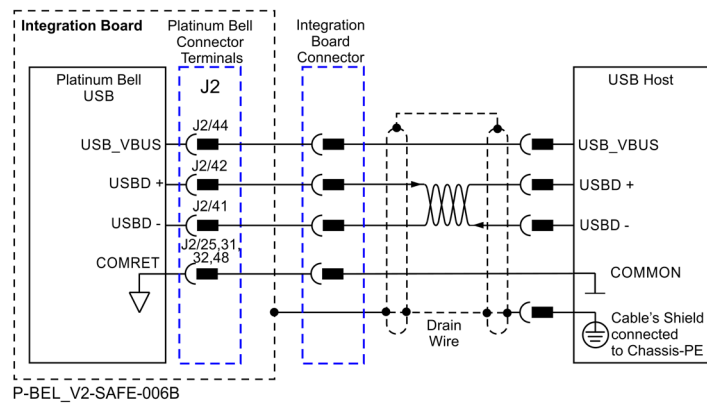 Integration Board
Platinum Bell
Connector
Terminals
Integration
Board
Connector
Platinum Bell
USB
J2
USB Host
J2/44
USB_VBUS
USB_VBUS
J2/42
USBD +
USBD +
J2/41
USBD -
USBD -
J2/25,31,
32,48
COMRET
COMMON
Drain
Wire
Cable's Shield
connected
to Chassis-PE
P-BEL_V2-SAFE-006B